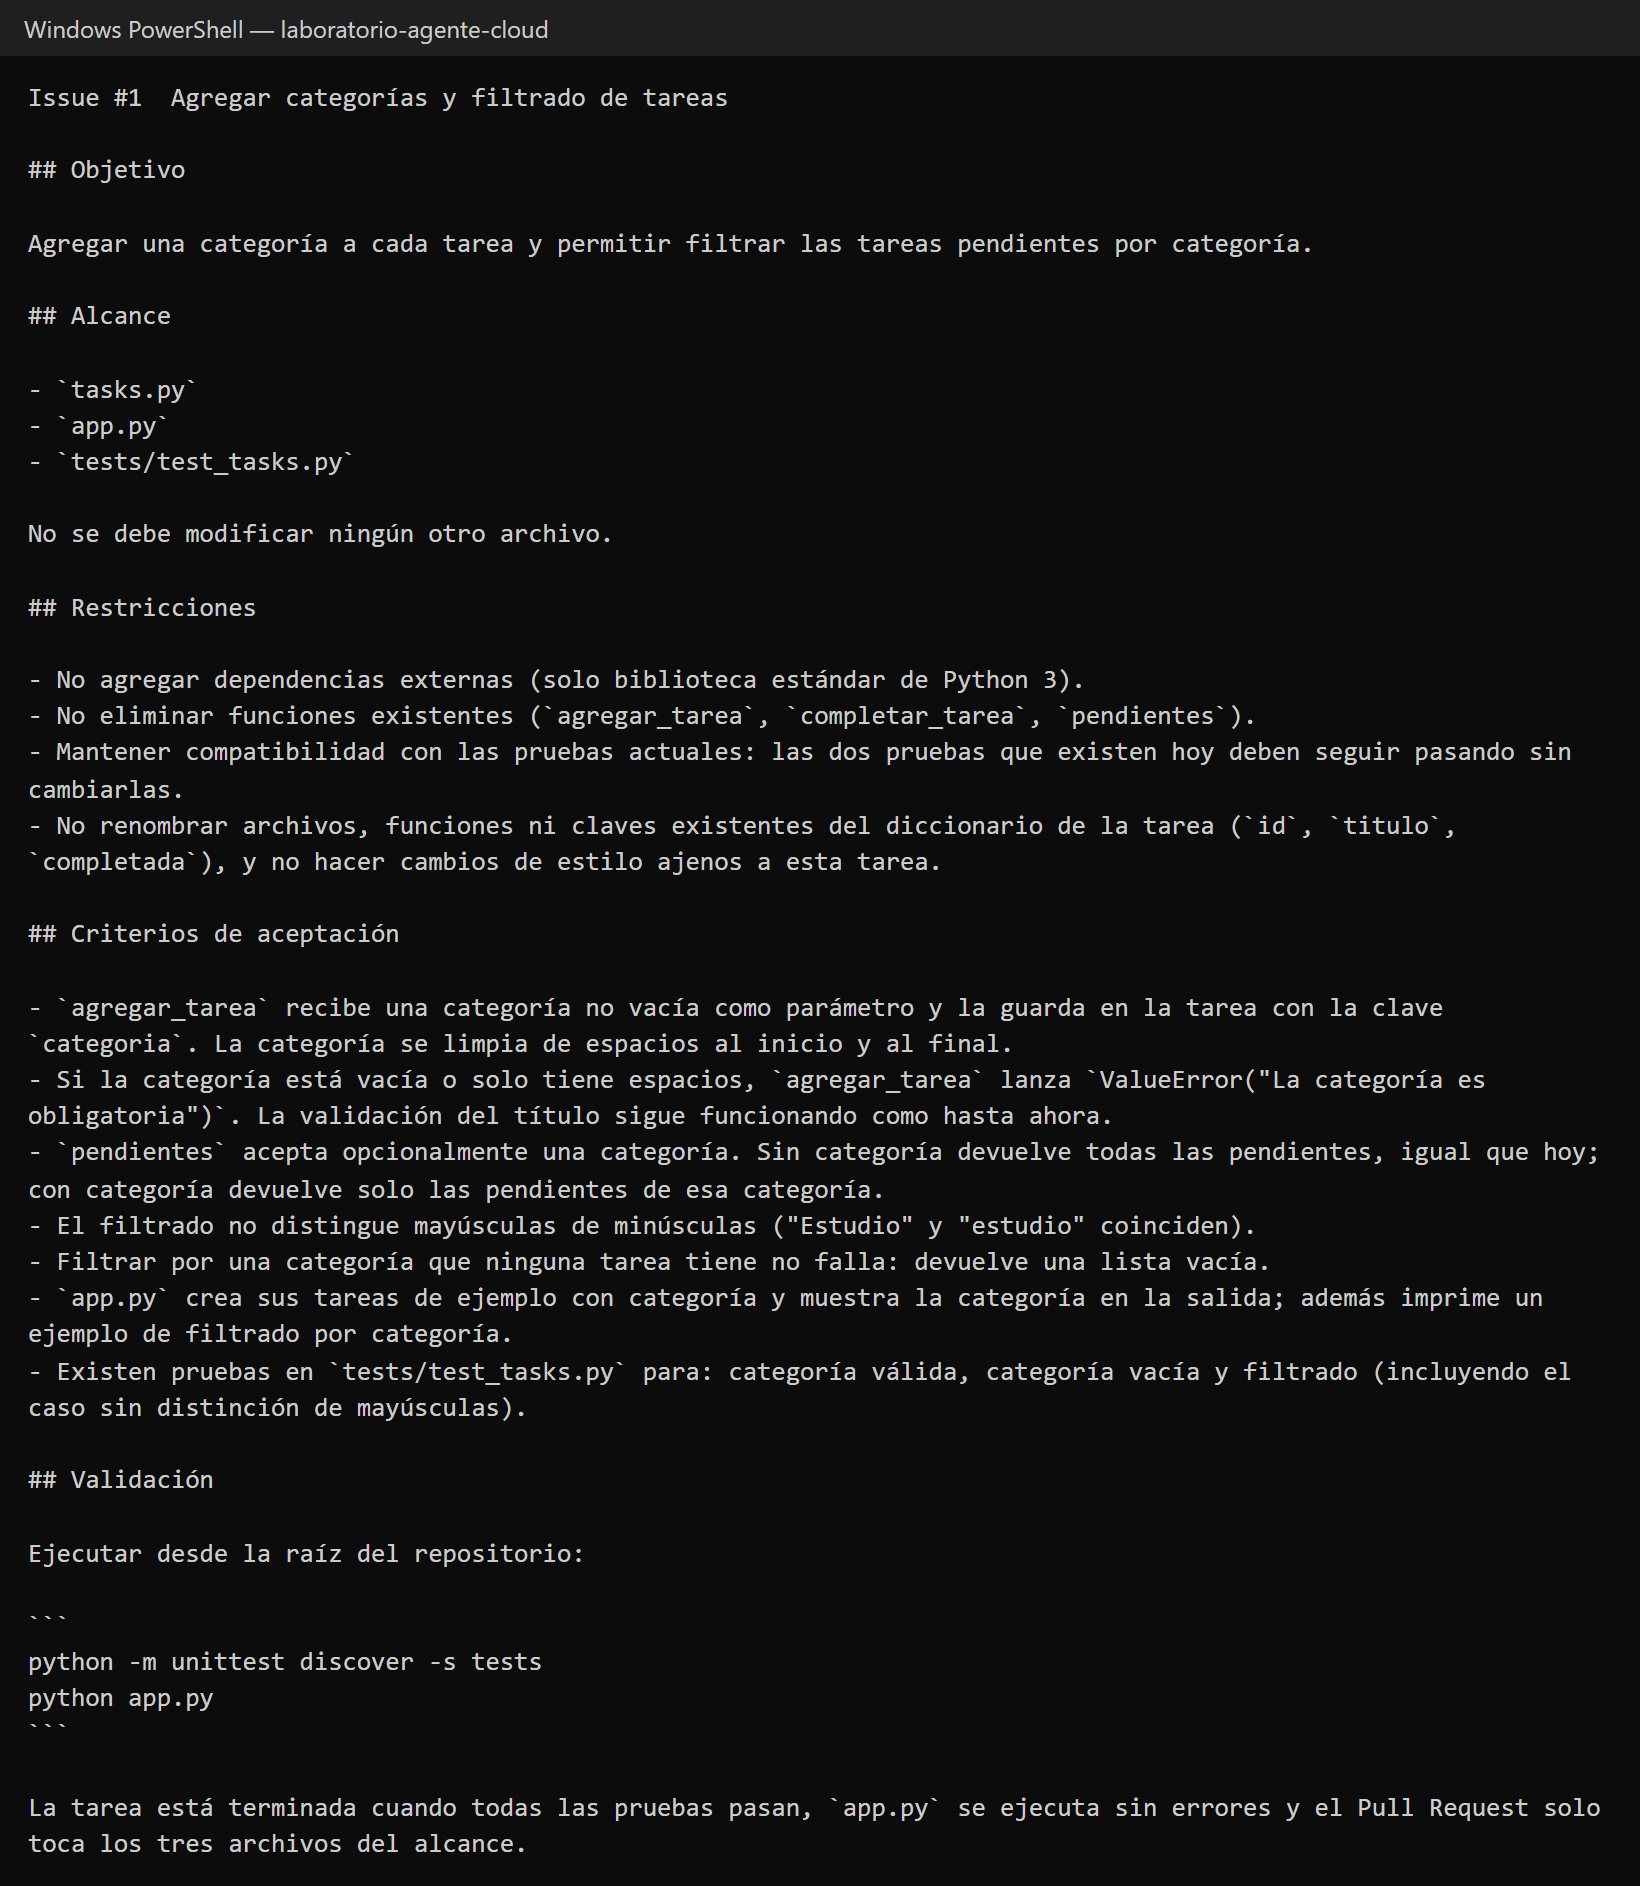 Windows PowerShell — laboratorio-agente-cloud
Issue #1  Agregar categorías y filtrado de tareas
## Objetivo
Agregar una categoría a cada tarea y permitir filtrar las tareas pendientes por categoría.
## Alcance
- `tasks.py`
- `app.py`
- `tests/test_tasks.py`
No se debe modificar ningún otro archivo.
## Restricciones
- No agregar dependencias externas (solo biblioteca estándar de Python 3).
- No eliminar funciones existentes (`agregar_tarea`, `completar_tarea`, `pendientes`).
- Mantener compatibilidad con las pruebas actuales: las dos pruebas que existen hoy deben seguir pasando sin
cambiarlas.
- No renombrar archivos, funciones ni claves existentes del diccionario de la tarea (`id`, `titulo`,
`completada`), y no hacer cambios de estilo ajenos a esta tarea.
## Criterios de aceptación
- `agregar_tarea` recibe una categoría no vacía como parámetro y la guarda en la tarea con la clave
`categoria`. La categoría se limpia de espacios al inicio y al final.
- Si la categoría está vacía o solo tiene espacios, `agregar_tarea` lanza `ValueError("La categoría es
obligatoria")`. La validación del título sigue funcionando como hasta ahora.
- `pendientes` acepta opcionalmente una categoría. Sin categoría devuelve todas las pendientes, igual que hoy;
con categoría devuelve solo las pendientes de esa categoría.
- El filtrado no distingue mayúsculas de minúsculas ("Estudio" y "estudio" coinciden).
- Filtrar por una categoría que ninguna tarea tiene no falla: devuelve una lista vacía.
- `app.py` crea sus tareas de ejemplo con categoría y muestra la categoría en la salida; además imprime un
ejemplo de filtrado por categoría.
- Existen pruebas en `tests/test_tasks.py` para: categoría válida, categoría vacía y filtrado (incluyendo el
caso sin distinción de mayúsculas).
## Validación
Ejecutar desde la raíz del repositorio:
```
python -m unittest discover -s tests
python app.py
```
La tarea está terminada cuando todas las pruebas pasan, `app.py` se ejecuta sin errores y el Pull Request solo
toca los tres archivos del alcance.